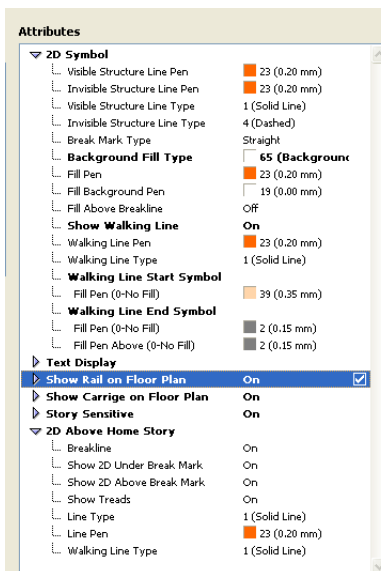 Attributes
2D Symbol
Visible Structure Line Pen 23 (0.20 mm)
Invisible Structure Line Pen 23 (0.20 mm)
Visible Structure Line Type 1 (Solid Line)
Invisible Structure Line Type 4 (Dashed)
Break Mark Type Straight
Background Fill Type 65 (Backgrounc
Fill Pen 23 (0.20 mm)
Fill Background Pen 19 (0.00 mm)
Fill Above Breakline Off
Show Walking Line On
Walking Line Pen 23 (0.20 mm)
Walking Line Type 1 (Solid Line)
Walking Line Start Symbol
Fill Pen (0-No Fill) 39 (0.35 mm)
Walking Line End Symbol
Fill Pen (0-No Fill) 2 (0.15 mm)
Fill Pen Above (0-No Fill) 2 (0.15 mm)
Text Display
Show Rail on Floor Plan On
Show Carrige on Floor Plan On
Story Sensitive On
2D Above Home Story
Breakline On
Show 2D Under Break Mark On
Show 2D Above Break Mark On
Show Treads On
Line Type 1 (Solid Line)
Line Pen 23 (0.20 mm)
Walking Line Type 1 (Solid Line)